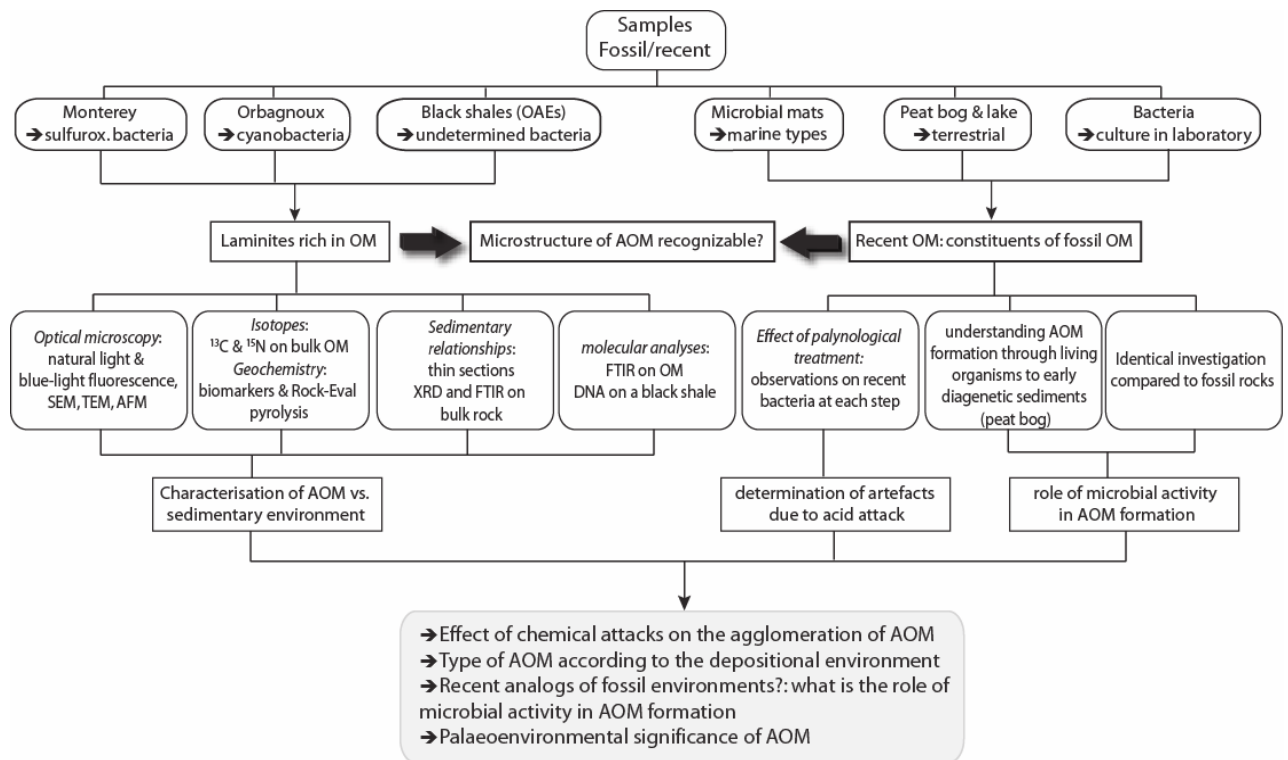 Samples
Fossil/recent
Monterey
➔sulfurox. bacteria
Orbagnoux
➔cyanobacteria
Black shales (OAEs)
➔undetermined bacteria
Microbial mats
➔marine types
Peat bog & lake
➔terrestrial
Bacteria
➔culture in laboratory
Laminites rich in OM
Microstructure of AOM recognizable?
Recent OM: constituents of fossil OM
Optical microscopy:
natural light &
blue-light fluorescence,
SEM, TEM, AFM
Isotopes:
¹³C & ¹⁵N on bulk OM
Geochemistry:
biomarkers & Rock-Eval
pyrolysis
Sedimentary
relationships:
thin sections
XRD and FTIR on
bulk rock
molecular analyses:
FTIR on OM
DNA on a black shale
Effect of palynological
treatment:
observations on recent
bacteria at each step
understanding AOM
formation through living
organisms to early
diagenetic sediments
(peat bog)
Identical investigation
compared to fossil rocks
Characterisation of AOM vs.
sedimentary environment
determination of artefacts
due to acid attack
role of microbial activity
in AOM formation
➔Effect of chemical attacks on the agglomeration of AOM
➔Type of AOM according to the depositional environment
➔Recent analogs of fossil environments?: what is the role of
microbial activity in AOM formation
➔Palaeoenvironmental significance of AOM